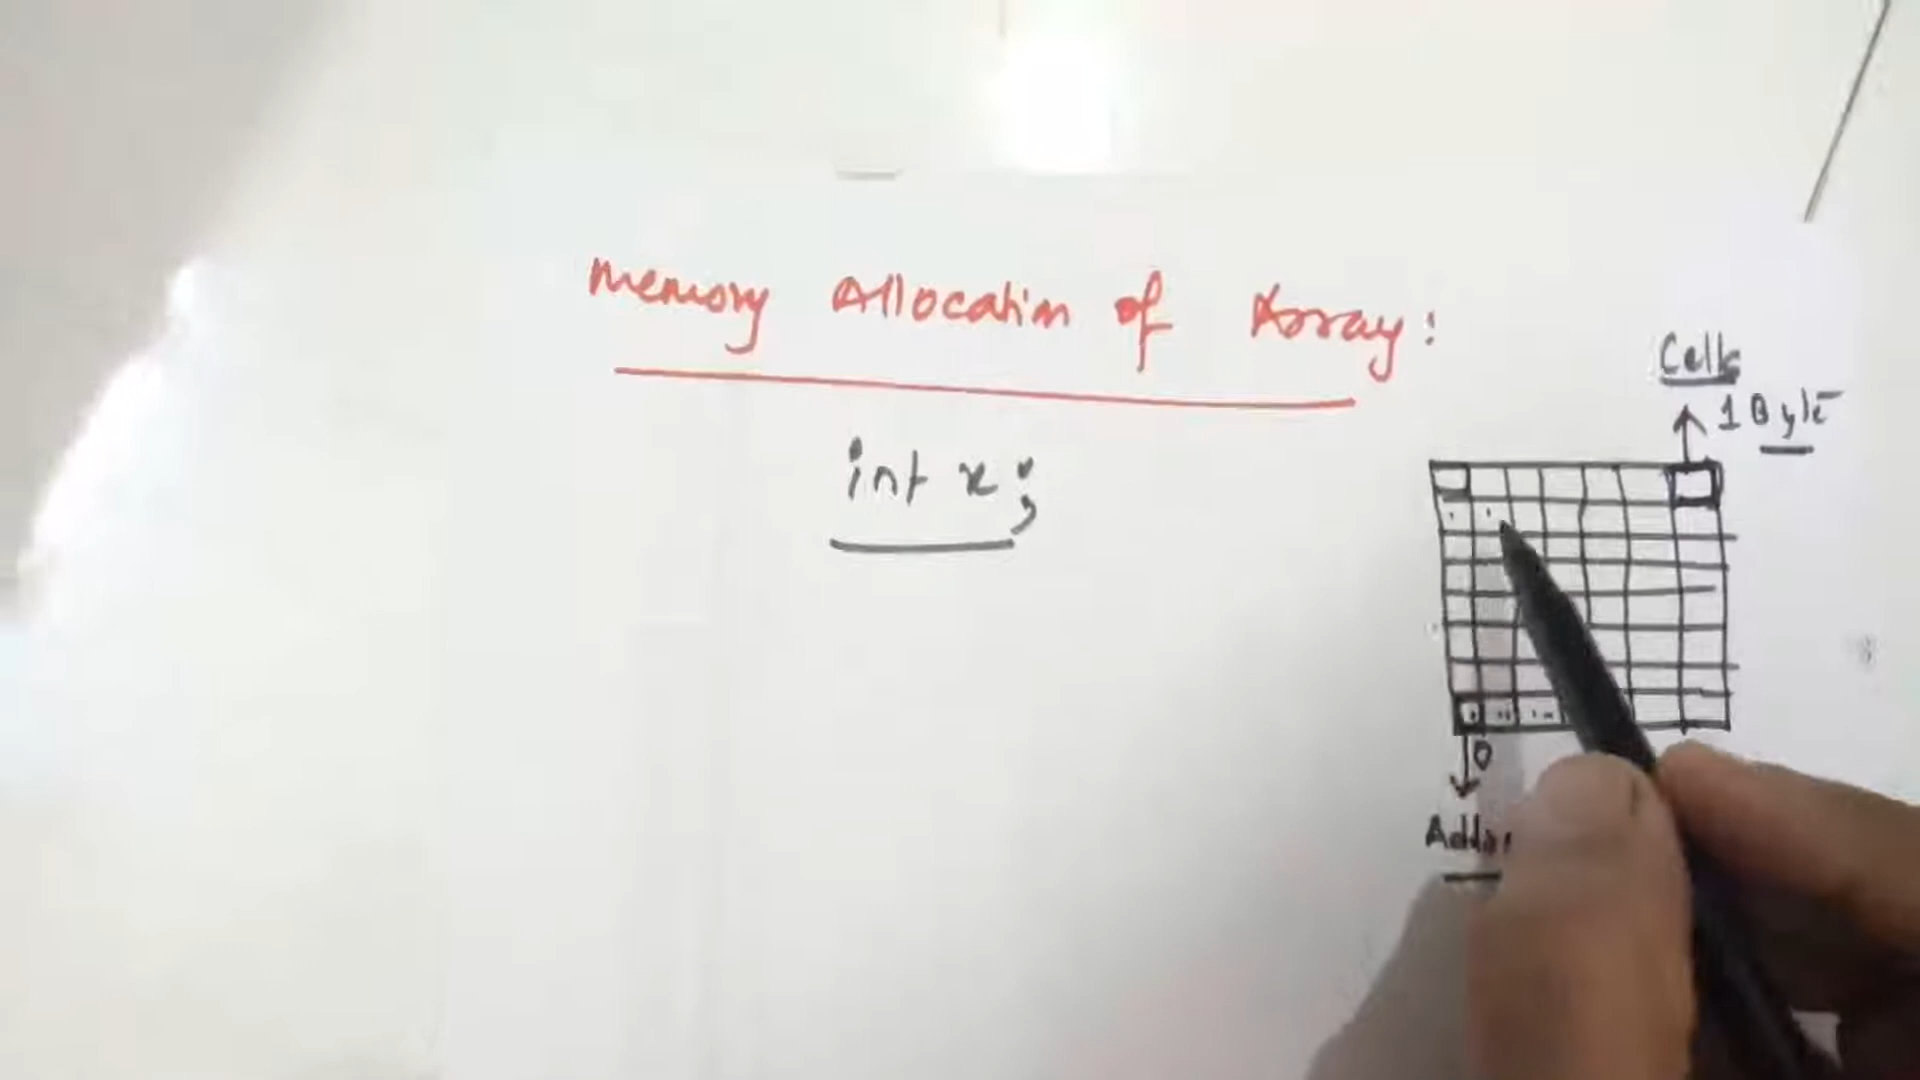 Memory Allocation of Array:
Cells
1 Byte
int x;
0